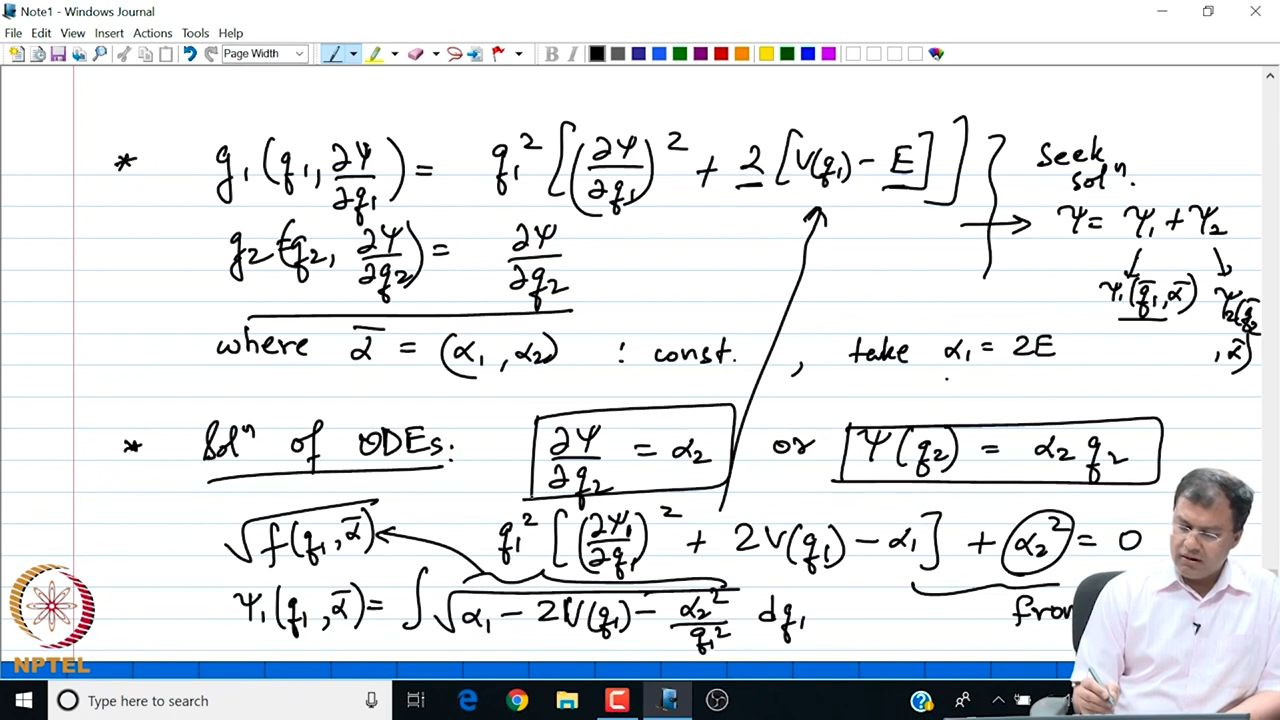 Note1 - Windows Journal
File Edit View Insert Actions Tools Help
Page Width
* g₁(q₁, ∂Ψ/∂q₁) = q₁² [(∂Ψ/∂q₁)² + 2[V(q₁) - E]] } Seek solⁿ.
g₂(q₂, ∂Ψ/∂q₂) = ∂Ψ/∂q₂ → Ψ = Ψ₁ + Ψ₂
Ψ₁(q̄₁, ᾱ) Ψ₂(q̄₂, ᾱ)
where ᾱ = (α₁, α₂) : const. , take α₁ = 2E
* Solⁿ of ODEs: ∂Ψ/∂q₂ = α₂ or Ψ(q₂) = α₂ q₂
√f(q₁, ᾱ) ← q₁² [(∂Ψ₁/∂q₁)² + 2V(q₁) - α₁] + α₂² = 0
Ψ₁(q₁, ᾱ) = ∫ √(α₁ - 2V(q₁) - α₂²/q₁²) dq₁ from
NPTEL
Type here to search